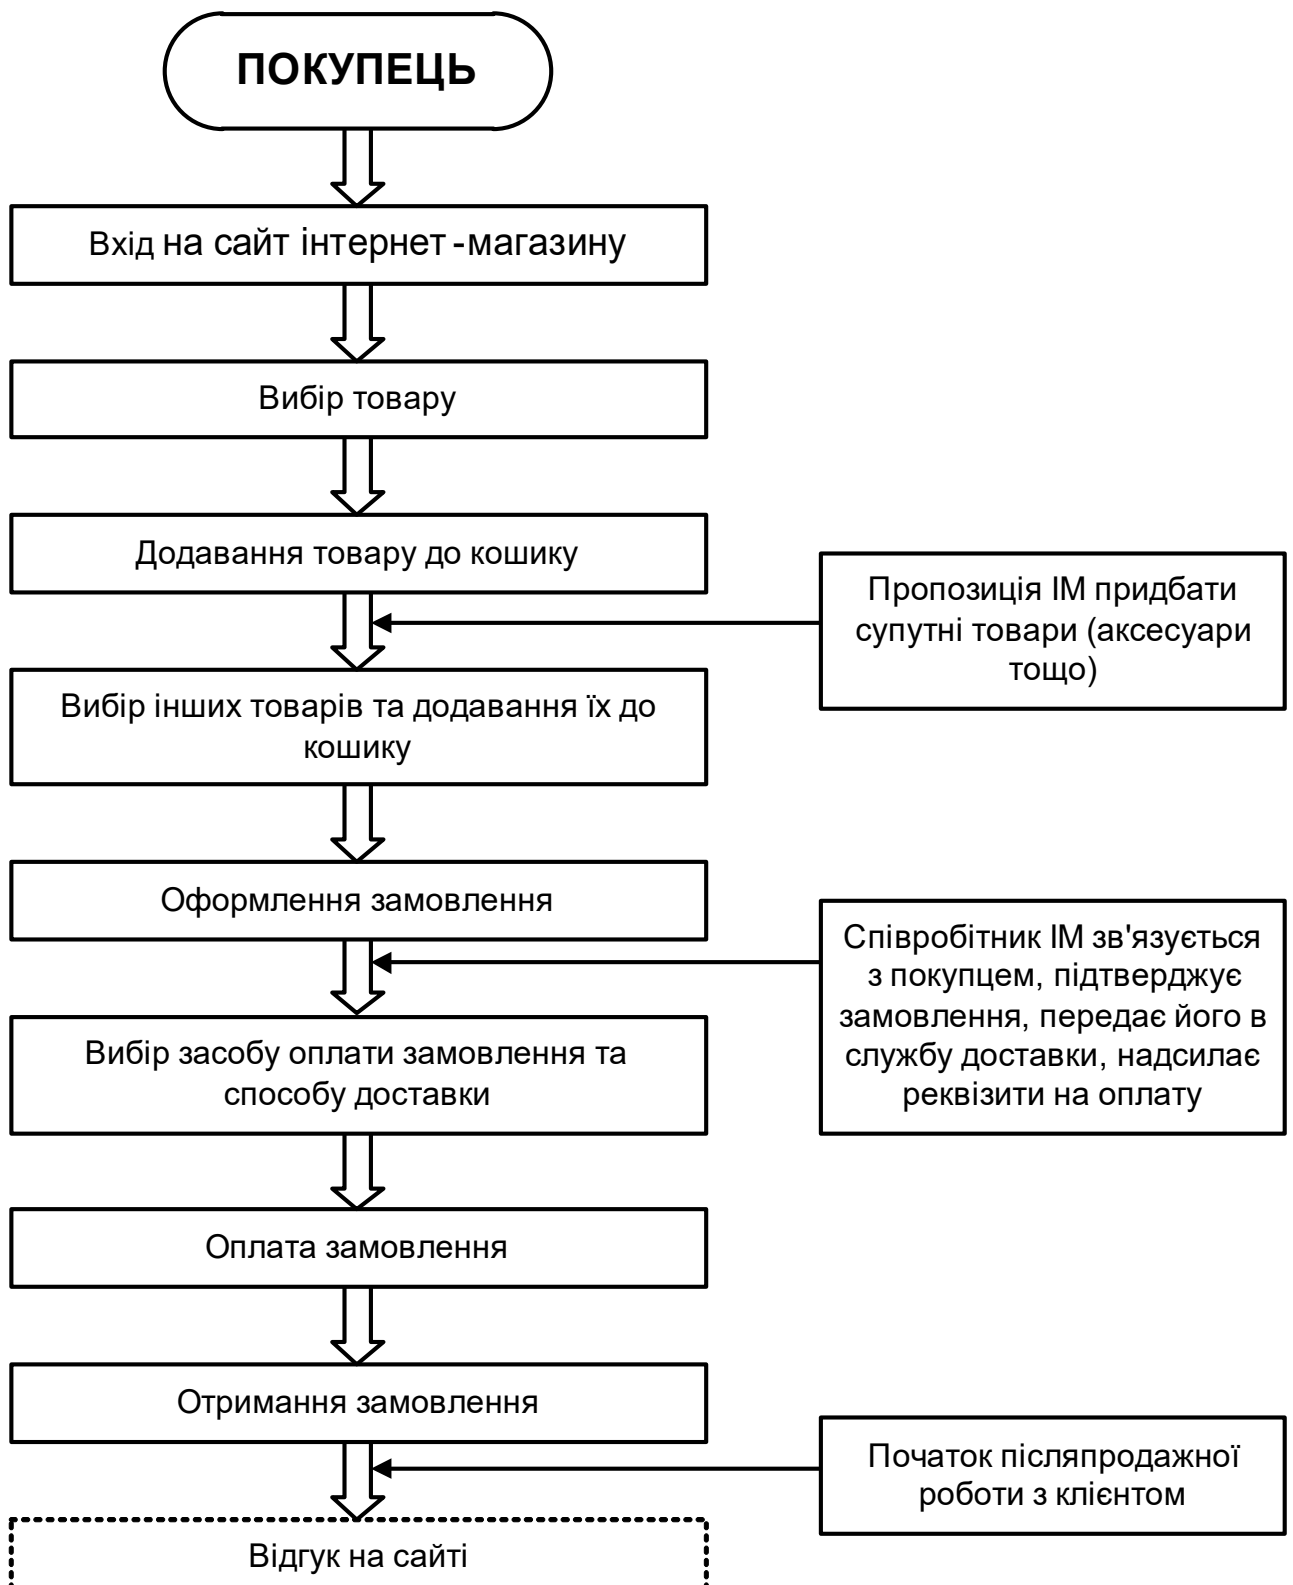 ПОКУПЕЦЬ
Вхід на сайт інтернет-магазину
Вибір товару
Додавання товару до кошику
Пропозиція ІМ придбати
супутні товари (аксесуари
тощо)
Вибір інших товарів та додавання їх до
кошику
Оформлення замовлення
Співробітник ІМ зв'язується
з покупцем, підтверджує
замовлення, передає його в
службу доставки, надсилає
реквізити на оплату
Вибір засобу оплати замовлення та
способу доставки
Оплата замовлення
Отримання замовлення
Початок післяпродажної
роботи з клієнтом
Відгук на сайті